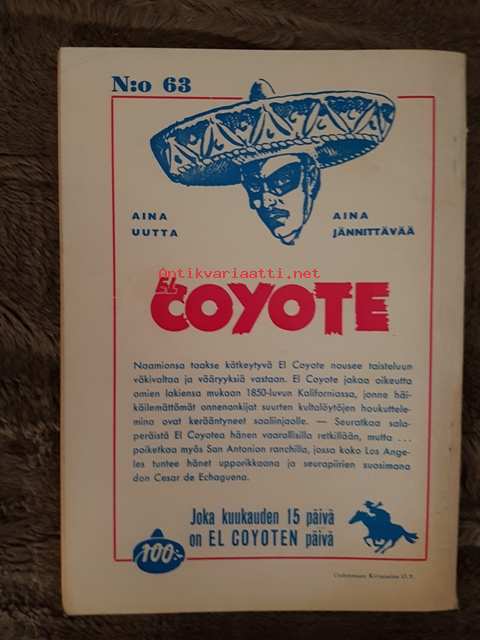 N:o 63
AINA
UUTTA
AINA
JÄNNITTÄVÄÄ
Antikvariaatti.net
EL
COYOTE
Naamionsa taakse kätkeytyvä El Coyote nousee taisteluun
väkivaltaa ja vääryyksiä vastaan. El Coyote jakaa oikeutta
omien lakiensa mukaan 1850-luvun Kaliforniassa, jonne häi-
käilemättömät onnenonkijat suurten kultalöytöjen houkuttele-
mina ovat kerääntyneet saaliinjaolle. — Seuratkaa sala-
peräistä El Coyotea hänen vaarallisilla retkillään, mutta ...
poiketkaa myös San Antonion ranchilla, jossa koko Los Ange-
les tuntee hänet upporikkaana ja seurapiirien suosimana
don Cesar de Echaguena.
Joka kuukauden 15 päivä
on EL COYOTEN päivä
100:-
Uudenmaan Kirjapaino O.Y.